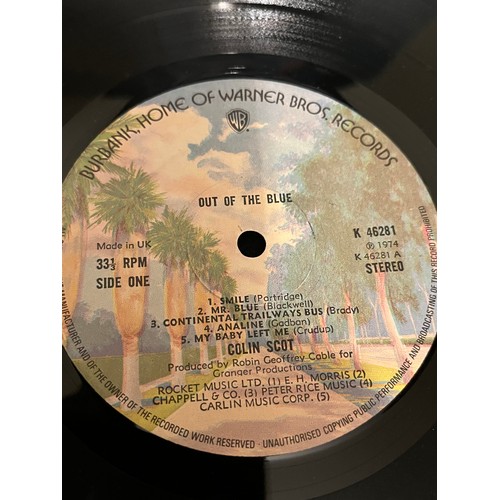 BURBANK, HOME OF WARNER BROS. RECORDS
WB
OUT OF THE BLUE
Made in UK
33⅓ RPM
SIDE ONE
K 46281
℗ 1974
K 46281 A
STEREO
1. SMILE (Partridge)
2. MR. BLUE (Blackwell)
3. CONTINENTAL TRAILWAYS BUS (Brady)
4. ANALINE (Gadban)
5. MY BABY LEFT ME (Crudup)
COLIN SCOT
Produced by Robin Geoffrey Cable for
Granget Productions
ROCKET MUSIC LTD. (1) E. H. MORRIS (2)
CHAPPELL & CO. (3) PETER RICE MUSIC (4)
CARLIN MUSIC CORP. (5)
MANUFACTURER AND OF THE OWNER OF THE RECORDED WORK RESERVED · UNAUTHORISED COPYING PUBLIC PERFORMANCE AND BROADCASTING OF THIS RECORD PROHIBITED